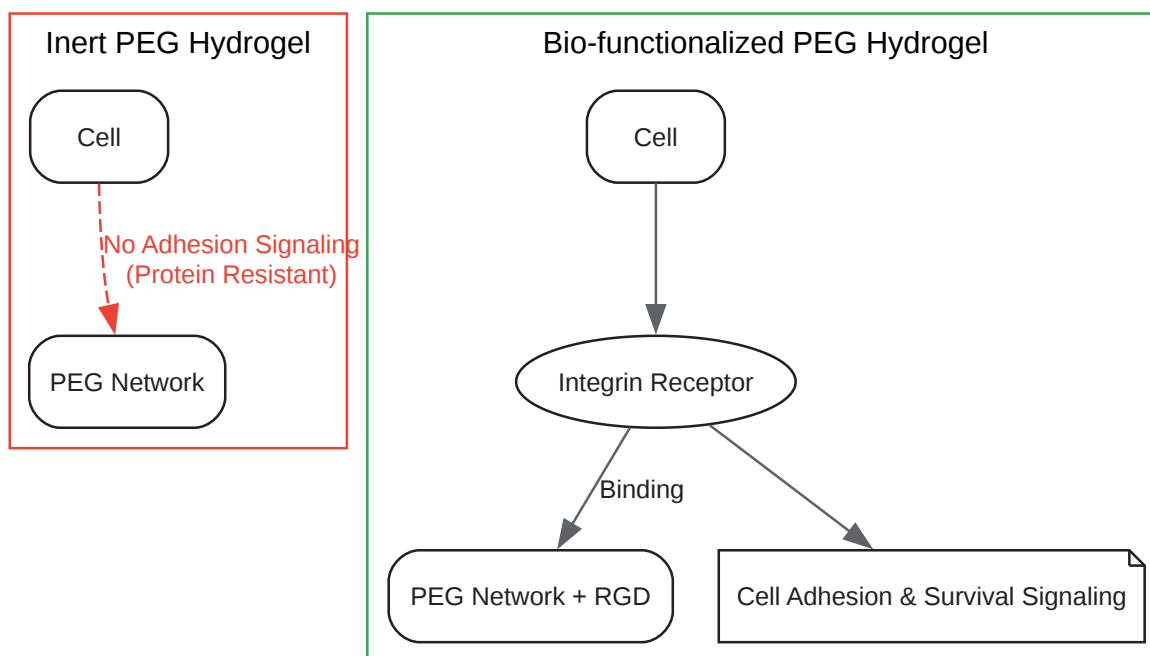 Inert PEG Hydrogel
Cell
No Adhesion Signaling
(Protein Resistant)
PEG Network
Bio-functionalized PEG Hydrogel
Cell
Integrin Receptor
Binding
PEG Network + RGD
Cell Adhesion & Survival Signaling